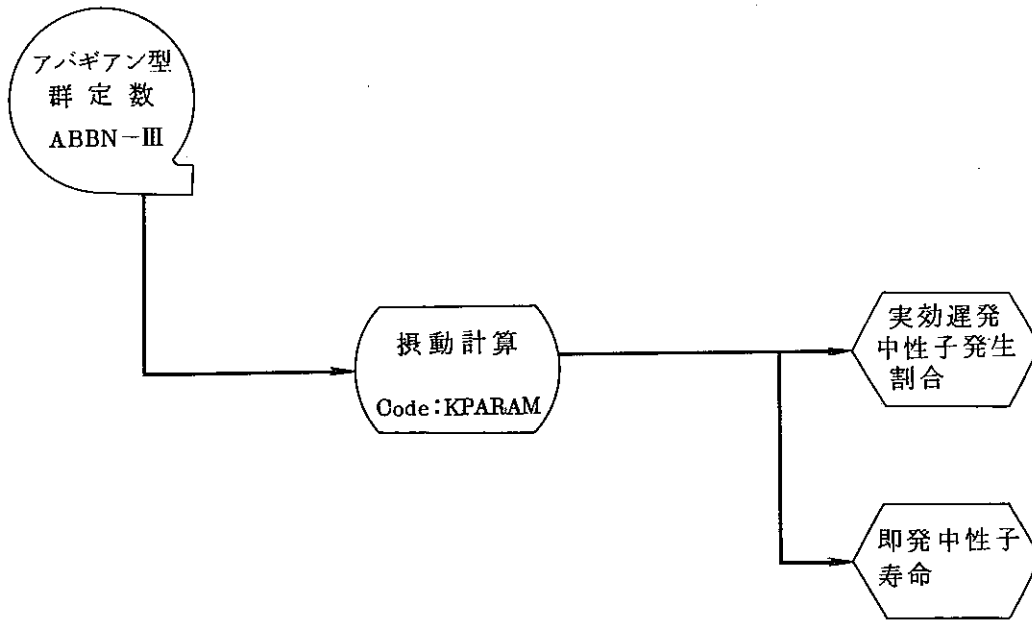 アバギアン型
群定数
ABBN-Ⅲ
摂動計算
Code:KPARAM
実効遅発
中性子発生
割合
即発中性子
寿命